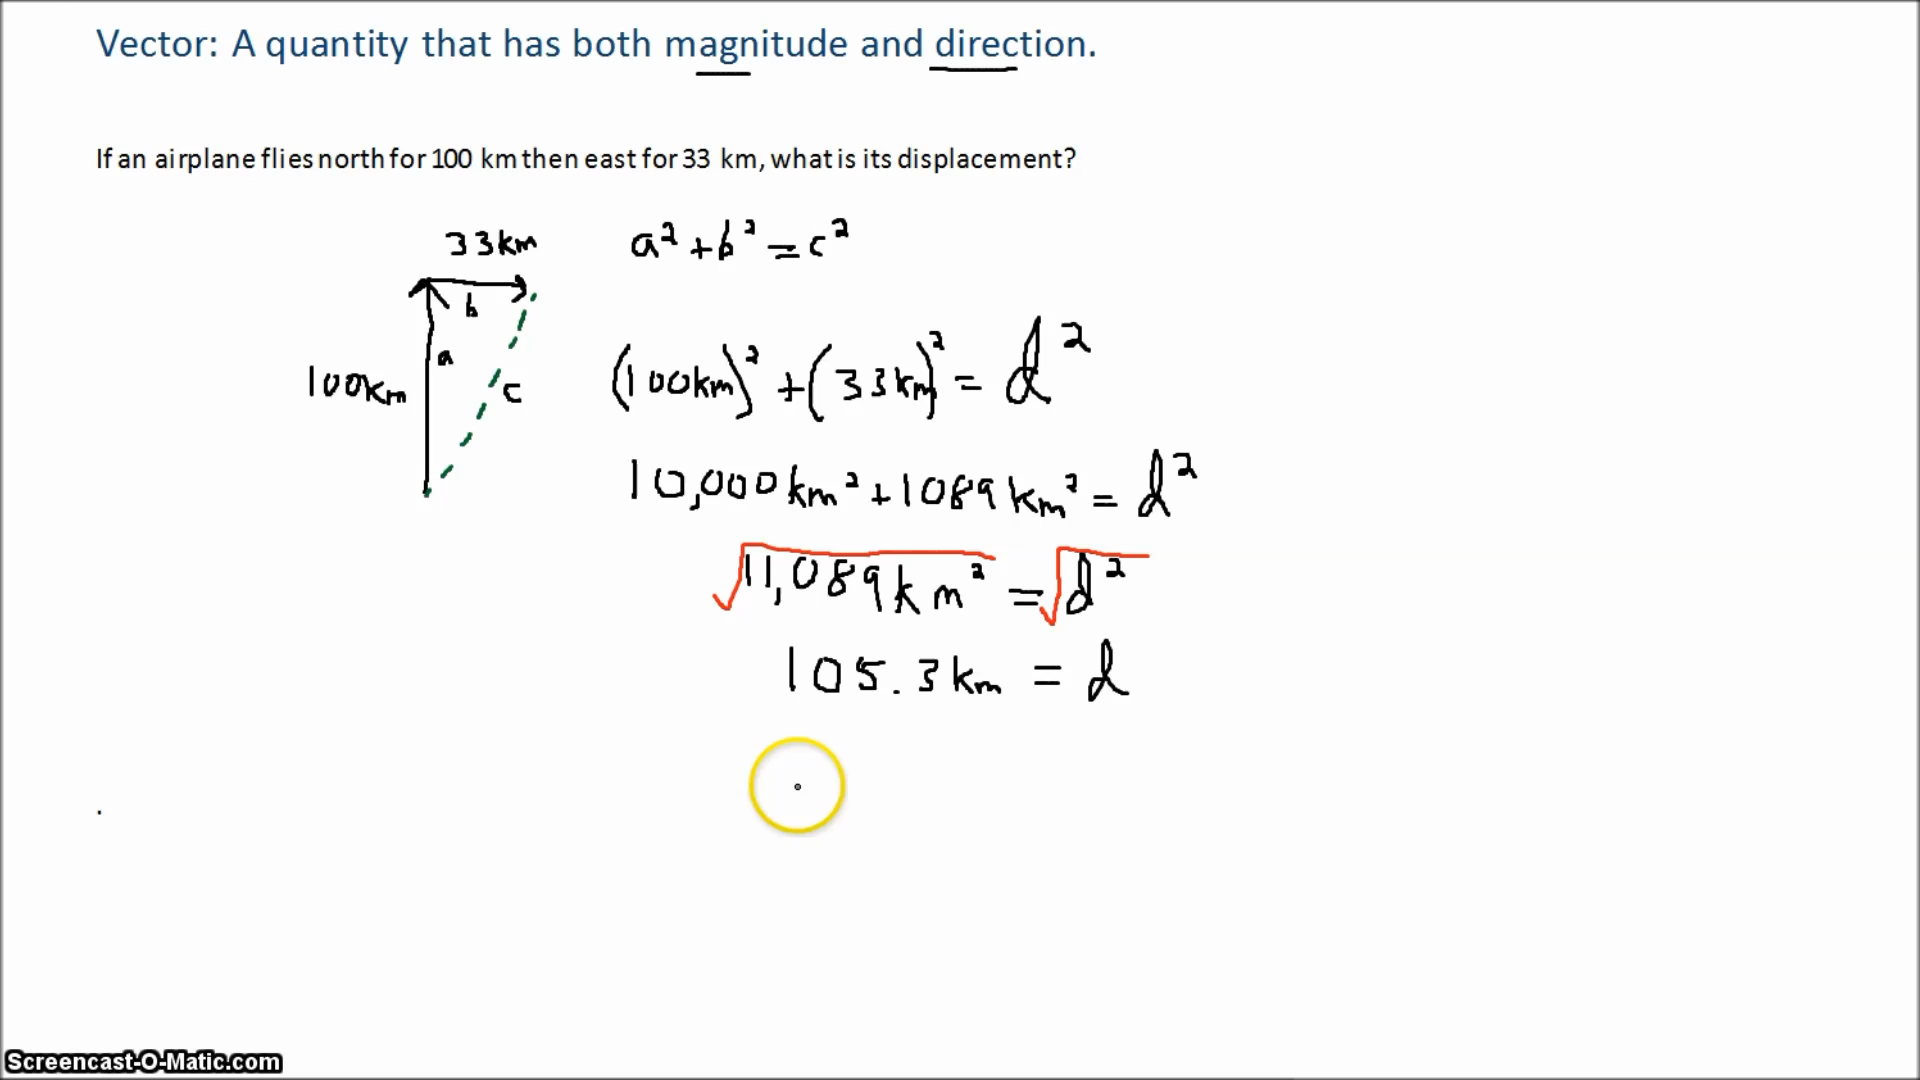 Vector: A quantity that has both magnitude and direction.
If an airplane flies north for 100 km then east for 33 km, what is its displacement?
33km
a² + b² = c²
b
a
100km
c
(100km)² + (33km)² = d²
10,000km² + 1089km² = d²
√11,089km² = √d²
105.3km = d
.
Screencast-O-Matic.com